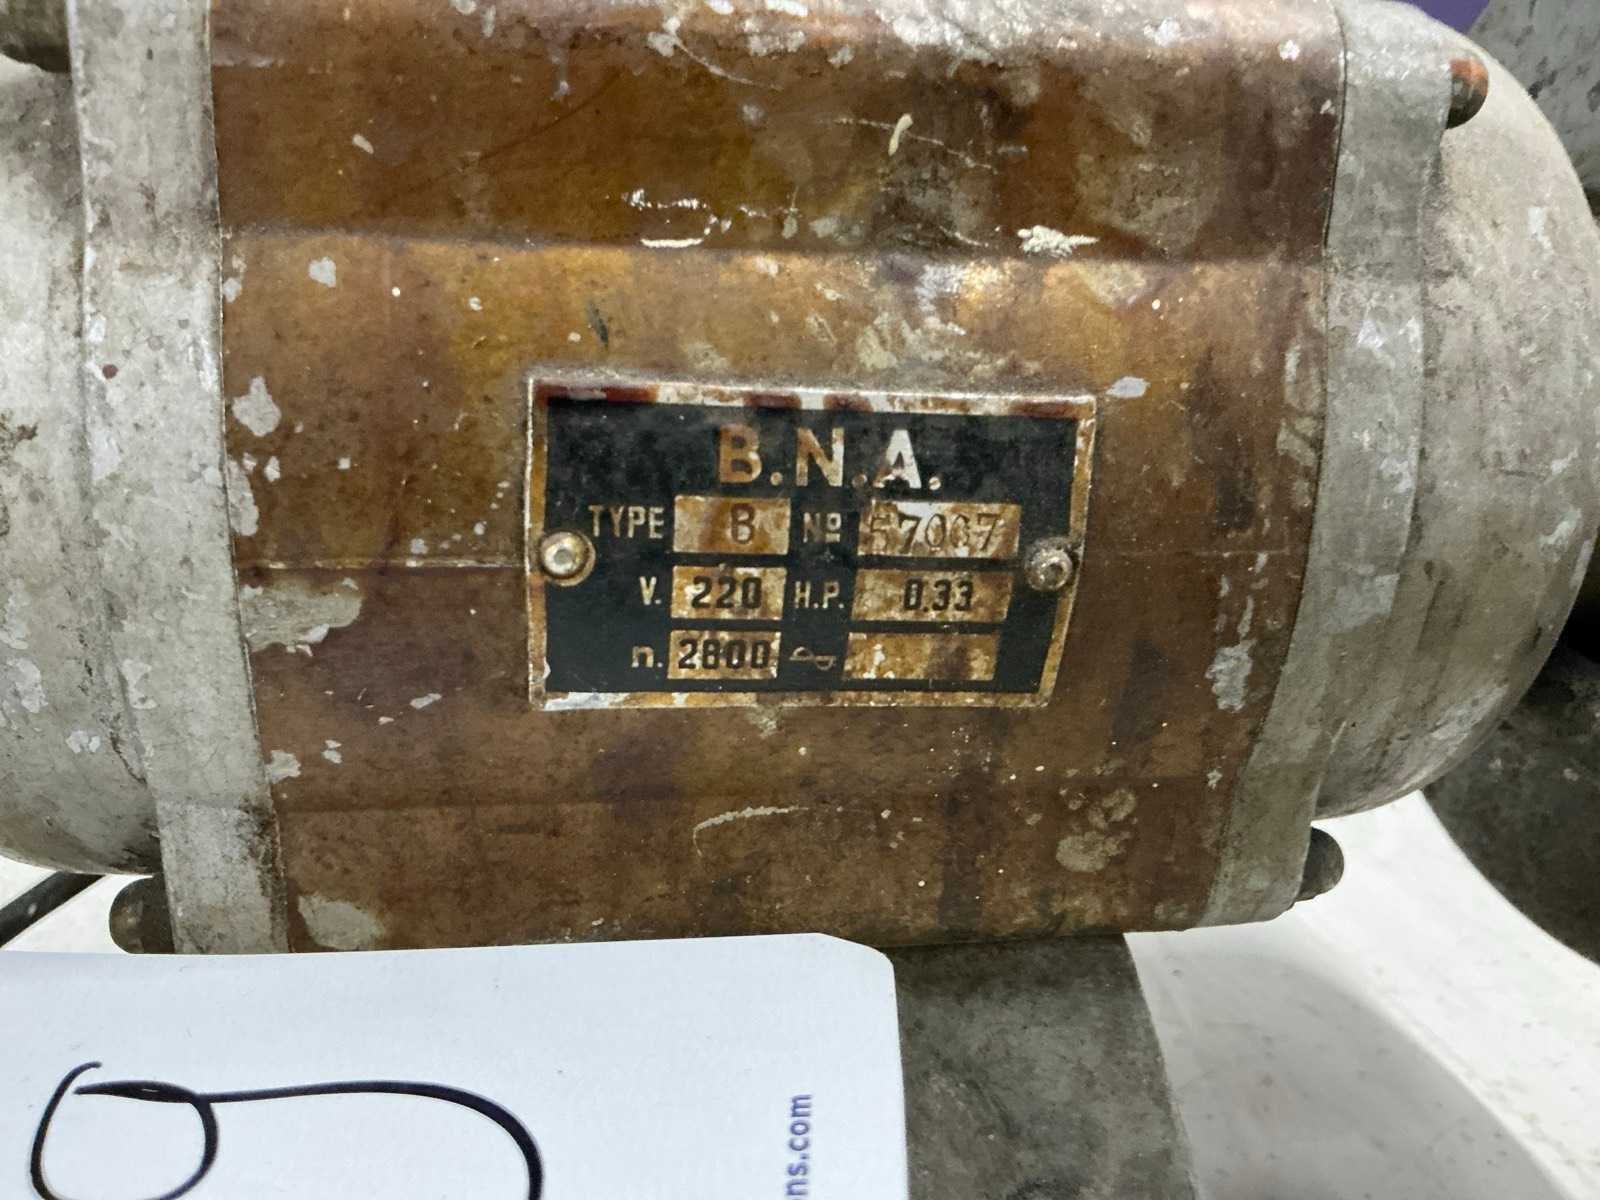 B.N.A.
TYPE B Nº 57067
V. 220 H.P. 0.33
n. 2800
ns.com